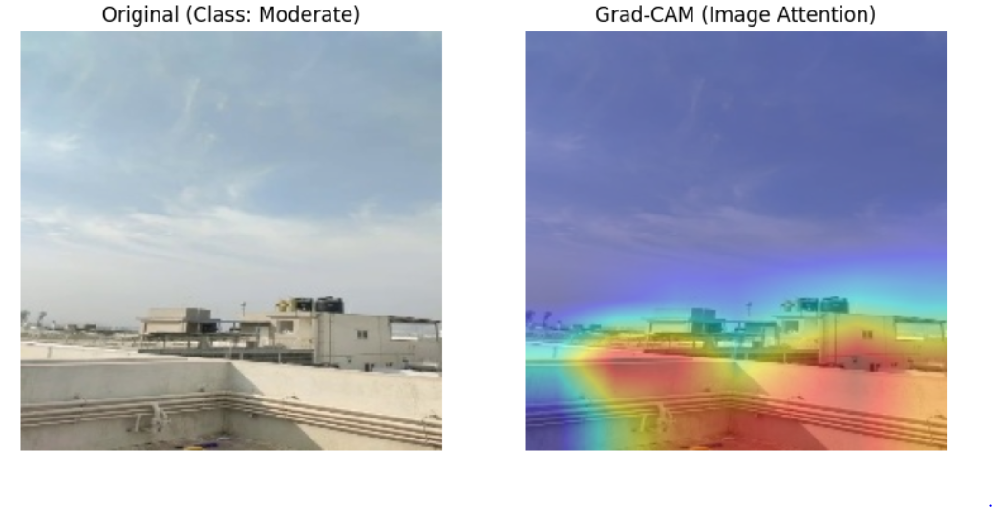 Original (Class: Moderate)
Grad-CAM (Image Attention)